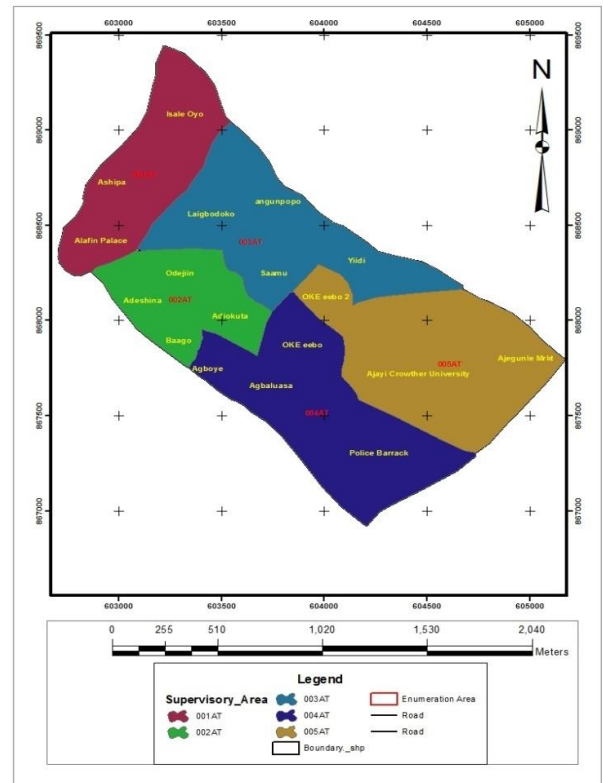 603000 603500 604000 604500 605000
869500
869000
868500
868000
867500
867000
869500
869000
868500
868000
867500
867000
N
Isale Oyo
Ashipa
Alafin Palace
angunpopo
Laigbodoko
003AT
Yiidi
Odejiin
Saamu
Adeshina 002AT
OKE eebo 2
Adiokuta
Baago
OKE eebo
Agboye
Agbaluasa
005AT
Ajegunle Mrkt
Ajayi Crowther University
004AT
Police Barrack
603000 603500 604000 604500 605000
0 255 510 1,020 1,530 2,040
Meters
Legend
Supervisory_Area
001AT
002AT
003AT
004AT
005AT
Boundary,_shp
Enumeration Area
Road
Road